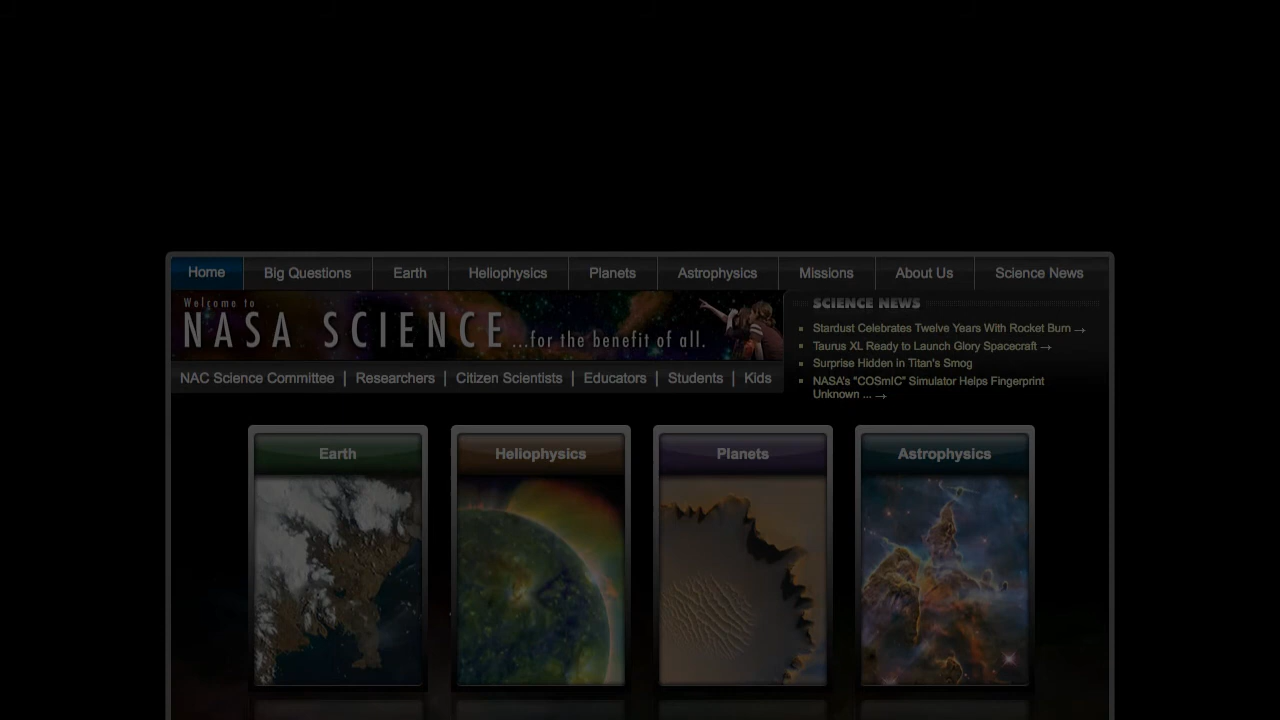 Home Big Questions Earth Heliophysics Planets Astrophysics Missions About Us Science News
Welcome to
NASA SCIENCE ...for the benefit of all.
NAC Science Committee | Researchers | Citizen Scientists | Educators | Students | Kids
SCIENCE NEWS
Stardust Celebrates Twelve Years With Rocket Burn →
Taurus XL Ready to Launch Glory Spacecraft →
Surprise Hidden in Titan's Smog
NASA's "COSmIC" Simulator Helps Fingerprint
Unknown ... →
Earth
Heliophysics
Planets
Astrophysics